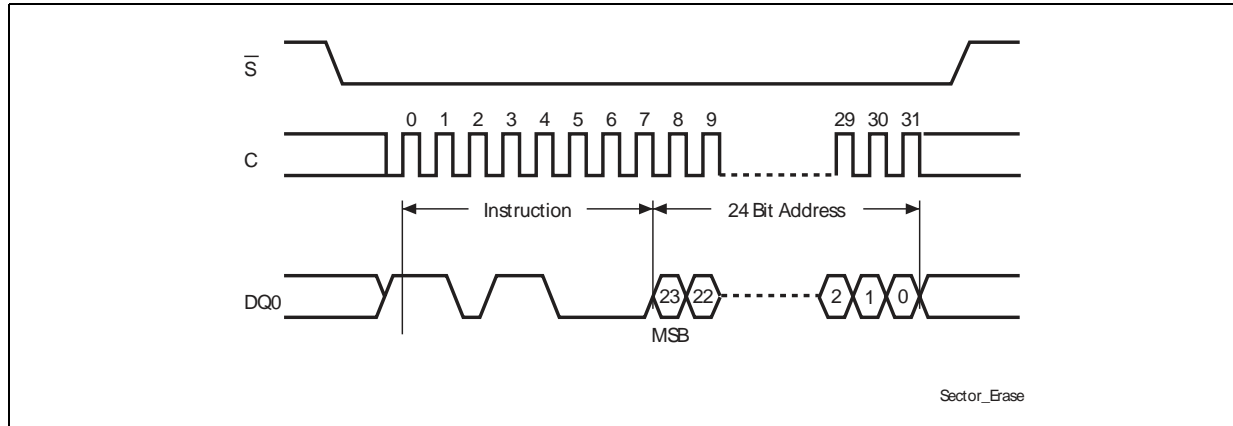 S
0 1 2 3 4 5 6 7 8 9 29 30 31
C
Instruction 24 Bit Address
DQ0 23 22 2 1 0
MSB
Sector_Erase